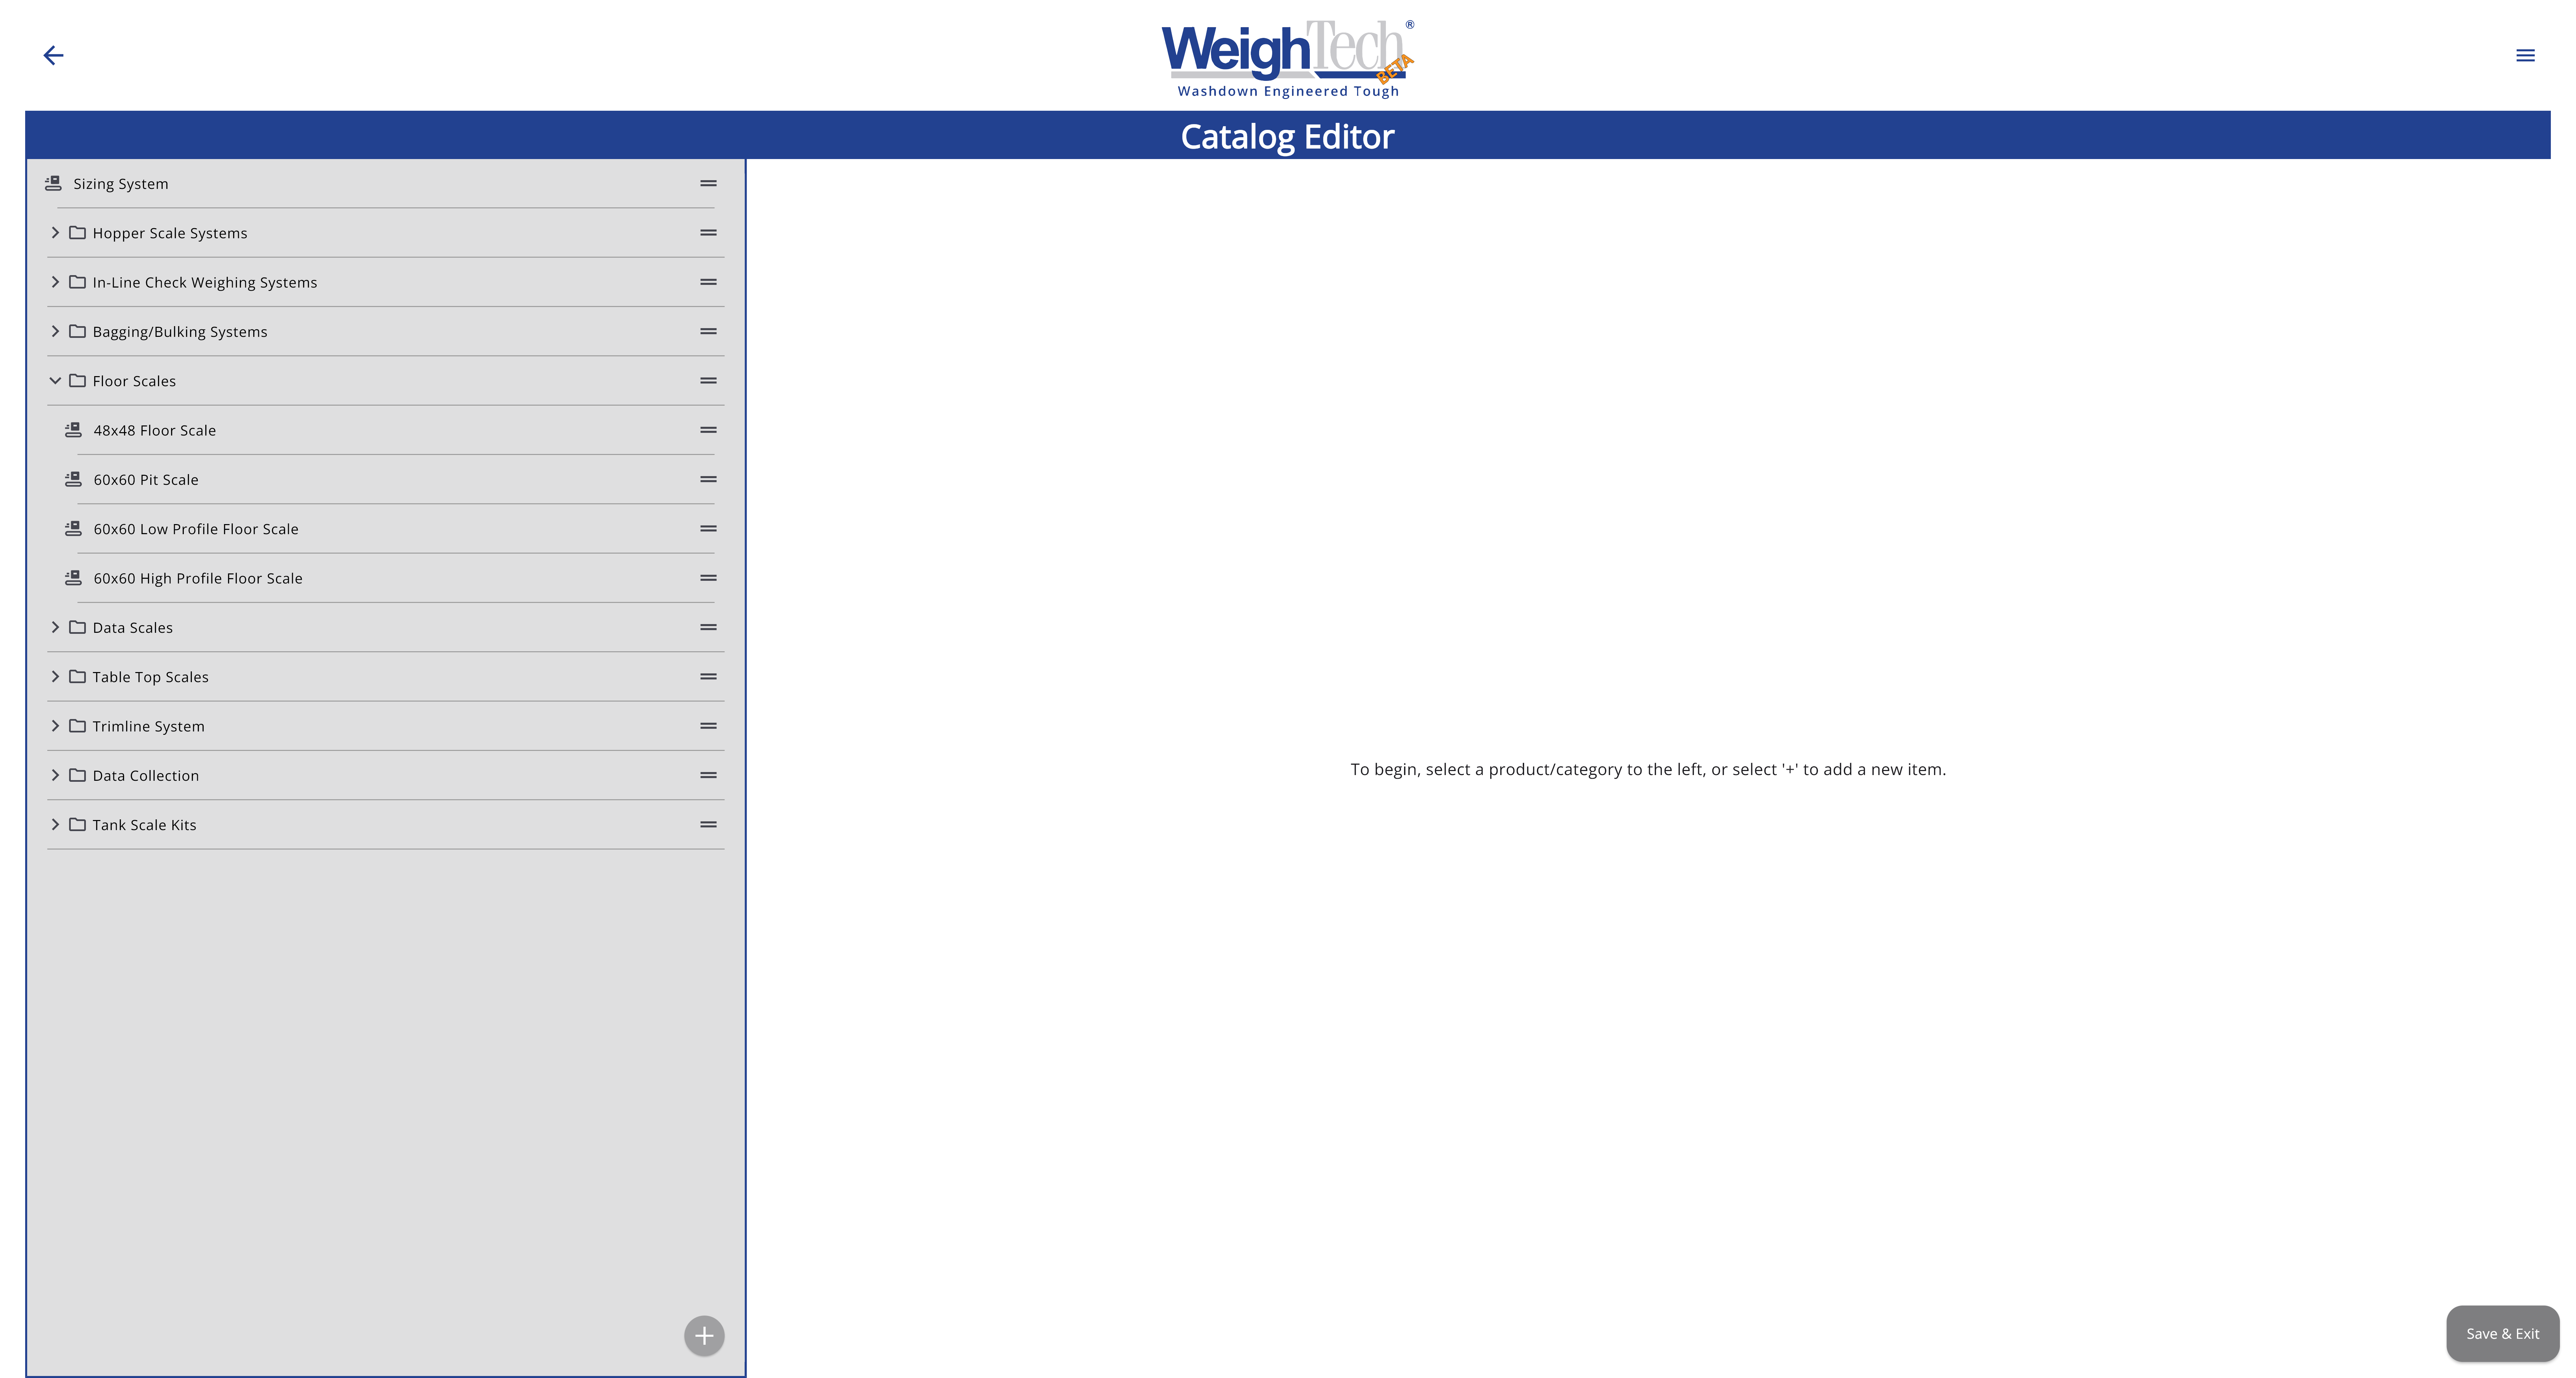 WeighTech®
BETA
Washdown Engineered Tough
Catalog Editor
Sizing System
Hopper Scale Systems
In-Line Check Weighing Systems
Bagging/Bulking Systems
Floor Scales
48x48 Floor Scale
60x60 Pit Scale
60x60 Low Profile Floor Scale
60x60 High Profile Floor Scale
Data Scales
Table Top Scales
Trimline System
Data Collection
Tank Scale Kits
To begin, select a product/category to the left, or select '+' to add a new item.
Save & Exit